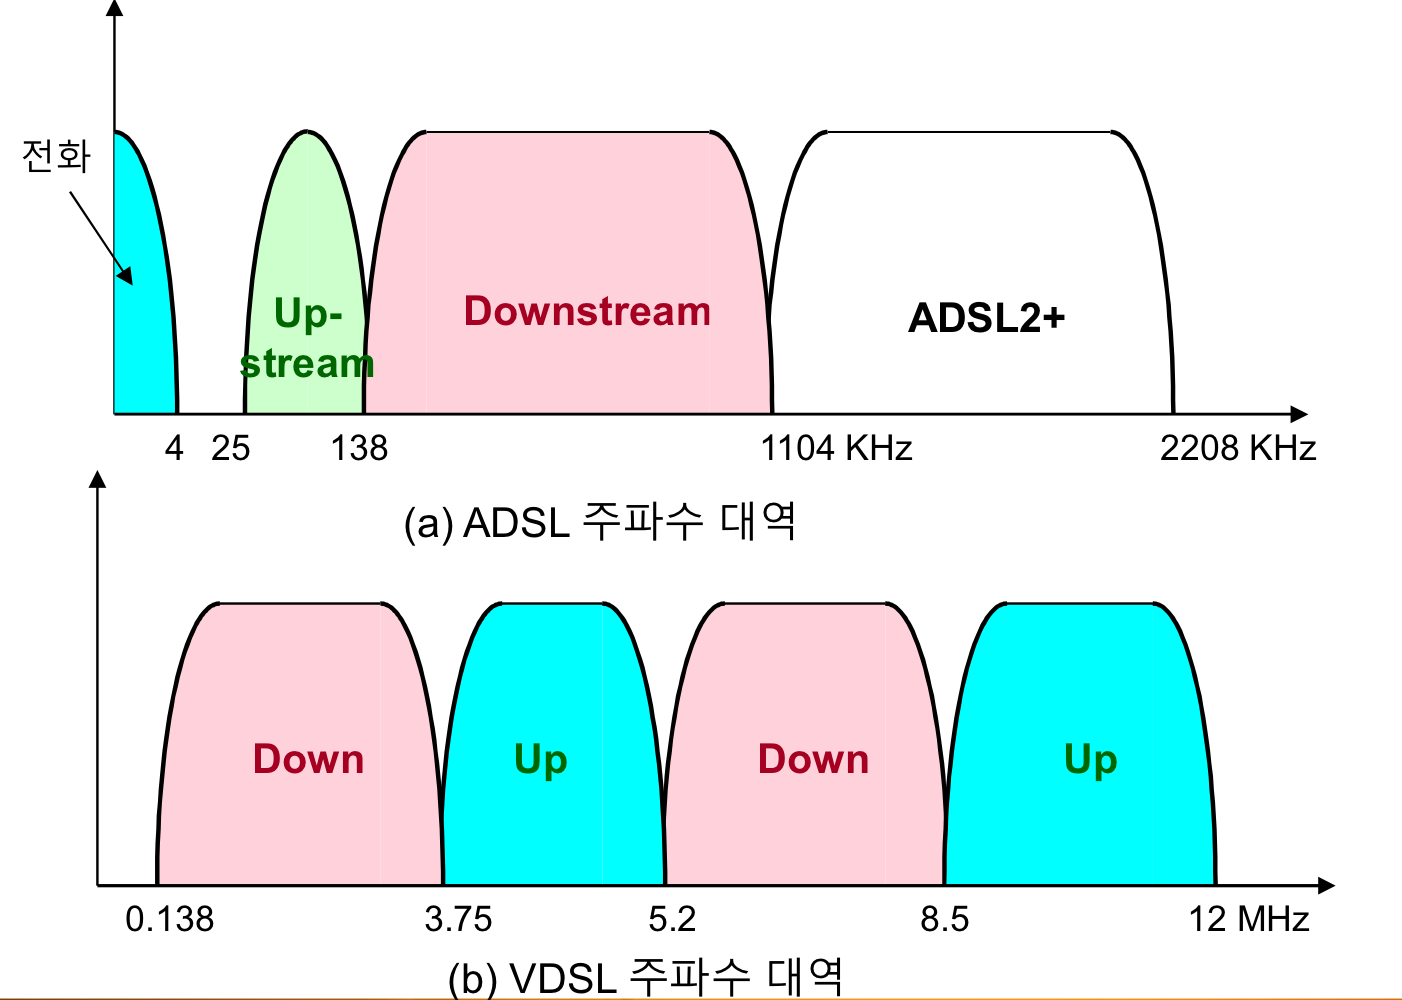 전화
Up-
stream
Downstream
ADSL2+
4 25 138 1104 KHz 2208 KHz
(a) ADSL 주파수 대역
Down Up Down Up
0.138 3.75 5.2 8.5 12 MHz
(b) VDSL 주파수 대역